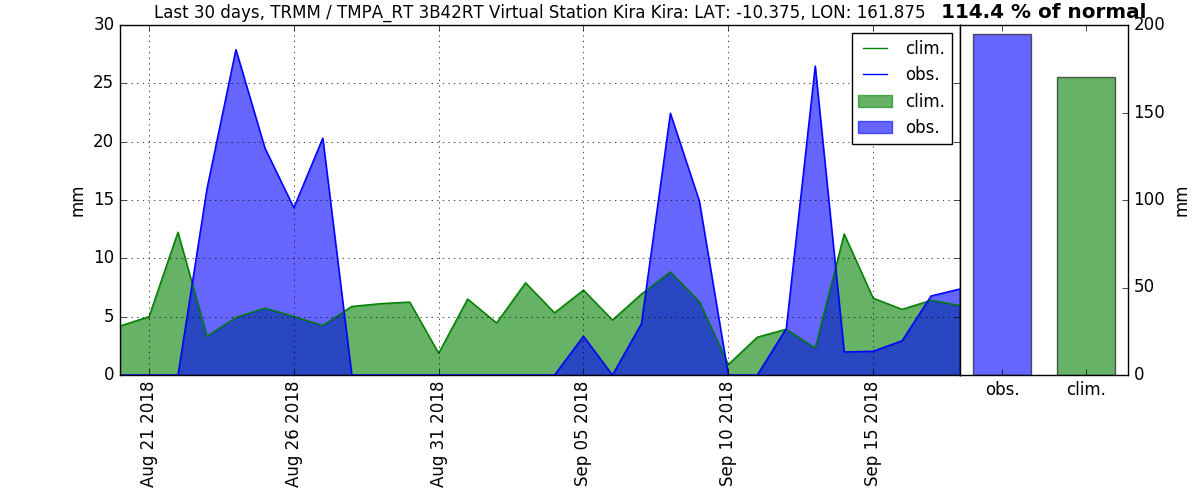 Last 30 days, TRMM / TMPA_RT 3B42RT Virtual Station Kira Kira: LAT: -10.375, LON: 161.875 114.4 % of normal
30
25
20
15
10
5
0
mm
clim.
obs.
clim.
obs.
200
150
100
50
0
mm
obs. clim.
Aug 21 2018
Aug 26 2018
Aug 31 2018
Sep 05 2018
Sep 10 2018
Sep 15 2018